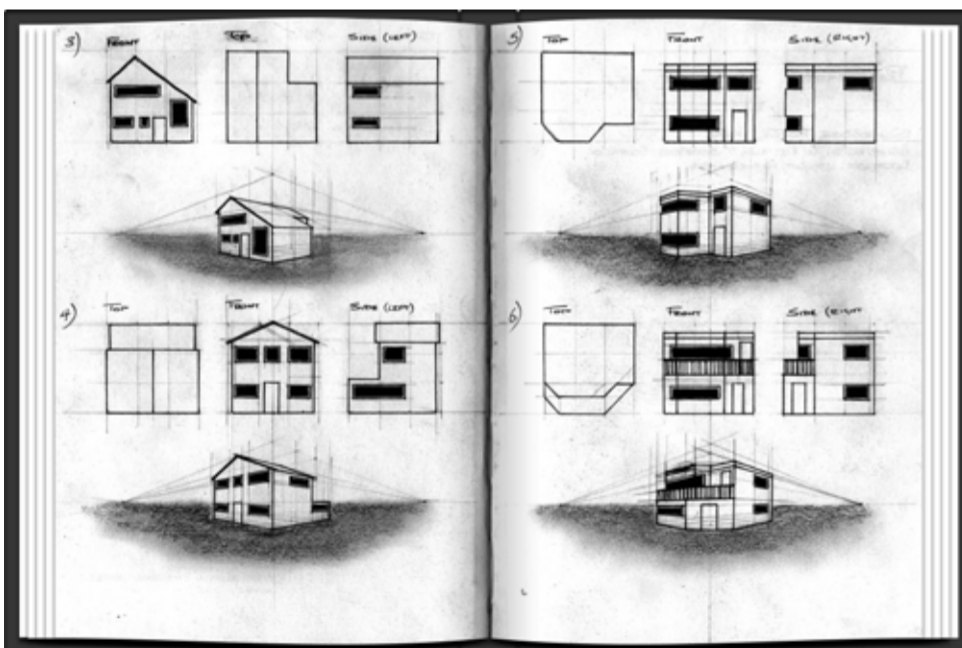 3)
FRONT
TOP
SIDE (LEFT)
4)
TOP
FRONT
SIDE (LEFT)
5)
TOP
FRONT
SIDE (RIGHT)
6)
TOP
FRONT
SIDE (RIGHT